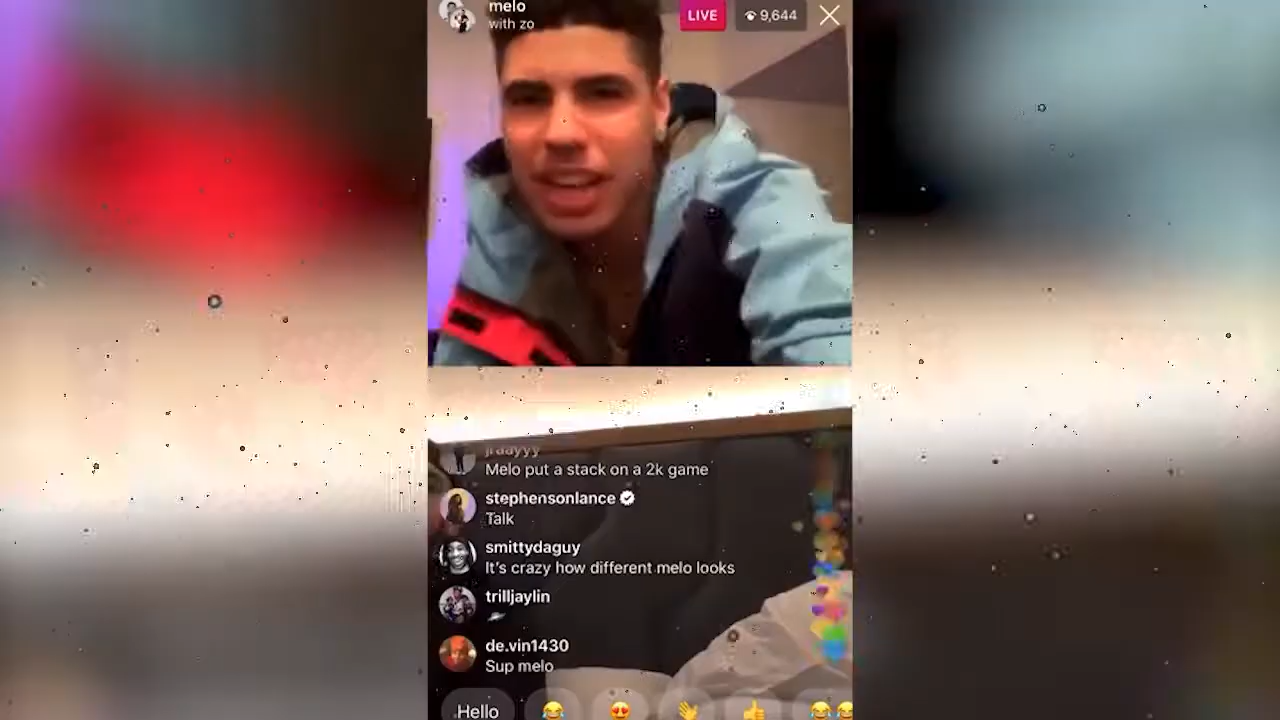 melo
with zo
LIVE
9,644
jraayyy
Melo put a stack on a 2k game
stephensonlance
Talk
smittydaguy
It's crazy how different melo looks
trilljaylin
de.vin1430
Sup melo
Hello